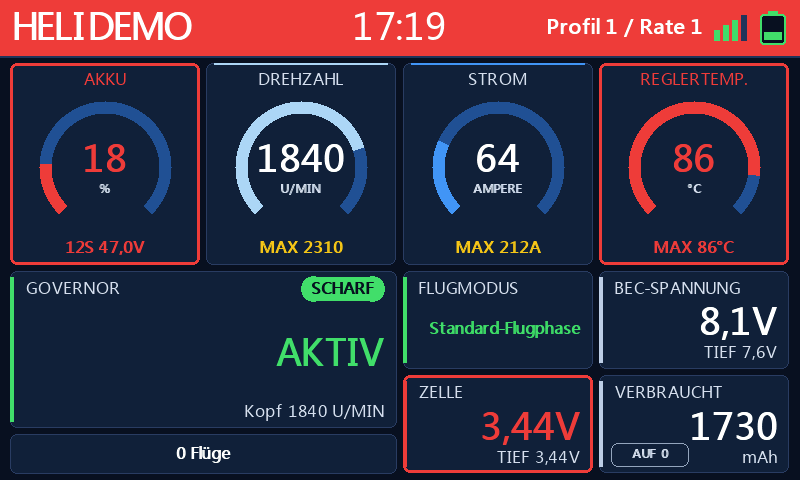 HELI DEMO 17:19 Profil 1 / Rate 1
AKKU
18
%
12S 47,0V
DREHZAHL
1840
U/MIN
MAX 2310
STROM
64
AMPERE
MAX 212A
REGLERTEMP.
86
°C
MAX 86°C
GOVERNOR SCHARF
AKTIV
Kopf 1840 U/MIN
0 Flüge
FLUGMODUS
Standard-Flugphase
BEC-SPANNUNG
8,1V
TIEF 7,6V
ZELLE
3,44V
TIEF 3,44V
VERBRAUCHT
1730
AUF 0 mAh